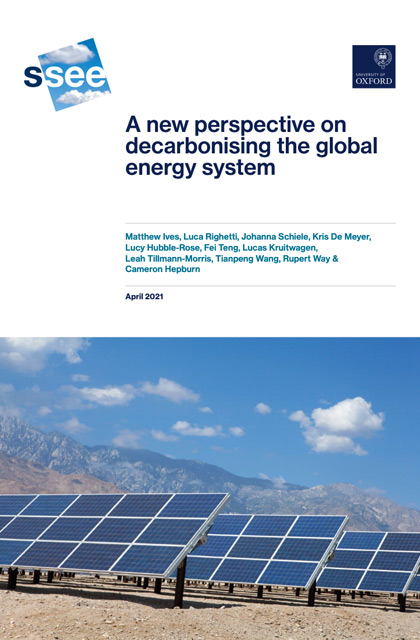 ssee
UNIVERSITY OF
OXFORD
A new perspective on
decarbonising the global
energy system
Matthew Ives, Luca Righetti, Johanna Schiele, Kris De Meyer,
Lucy Hubble-Rose, Fei Teng, Lucas Kruitwagen,
Leah Tillmann-Morris, Tianpeng Wang, Rupert Way &
Cameron Hepburn
April 2021